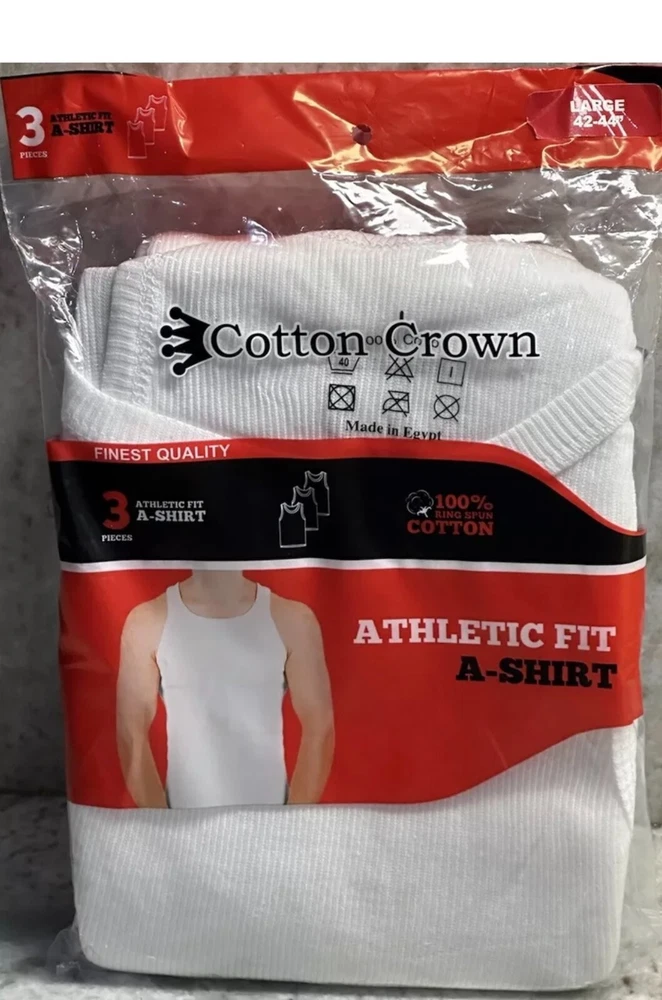 3
PIECES
ATHLETIC FIT
A-SHIRT
LARGE
42-44"
Cotton Crown
40
Made in Egypt
FINEST QUALITY
3
PIECES
ATHLETIC FIT
A-SHIRT
100%
RING SPUN
COTTON
ATHLETIC FIT
A-SHIRT